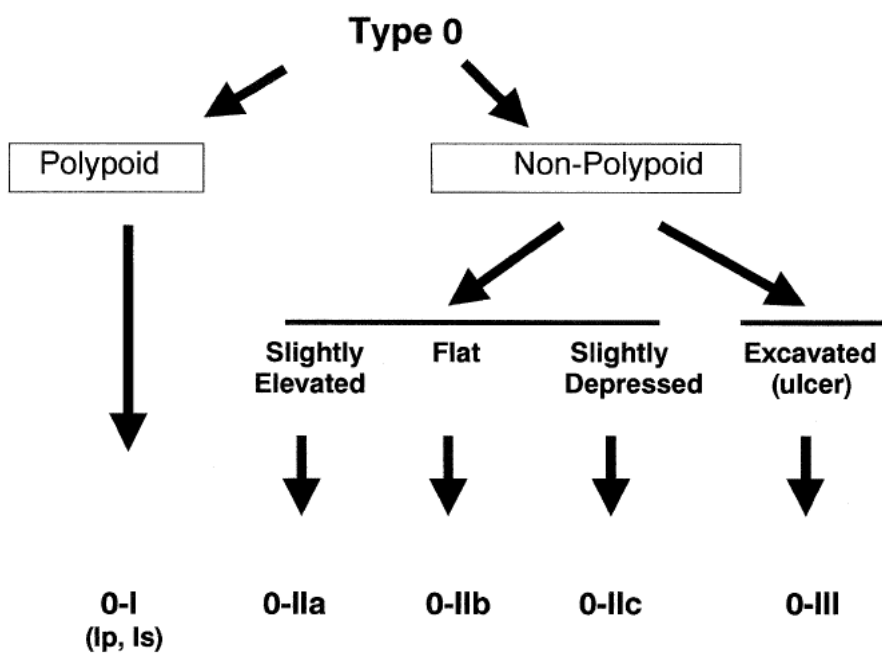 Type 0
Polypoid
Non-Polypoid
Slightly
Elevated
Flat
Slightly
Depressed
Excavated
(ulcer)
0-I
(Ip, Is)
0-IIa
0-IIb
0-IIc
0-III